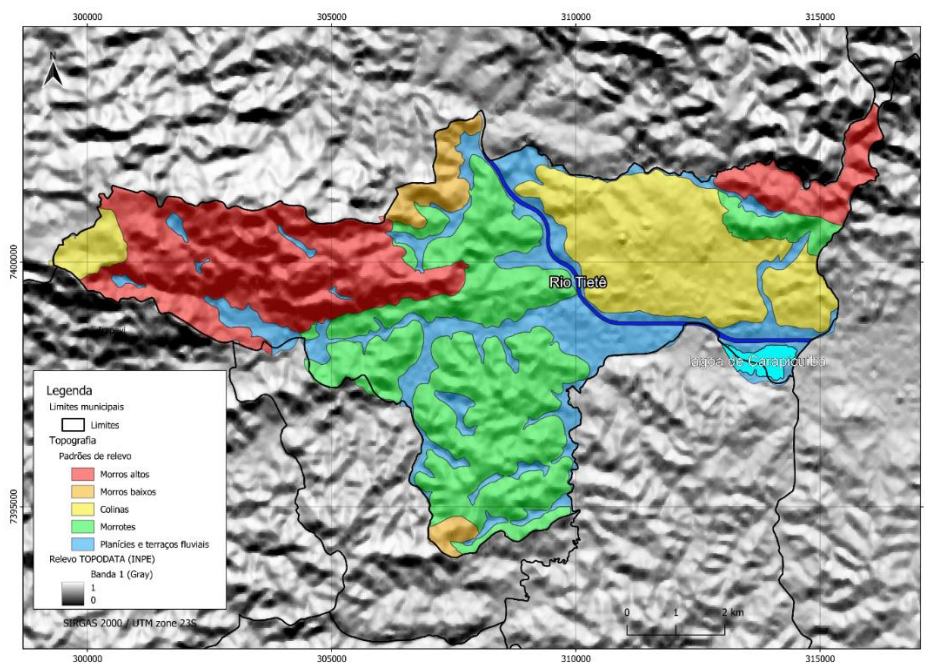 300000 305000 310000 315000
N
7400000 7400000
Rio Tietê
lagoa de Carapicuíba
Legenda
Limites municipais
Limites
Topografia
Padrões de relevo
Morros altos
Morros baixos
Colinas
Morrotes
Planícies e terraços fluviais
Relevo TOPODATA (INPE)
Banda 1 (Gray)
1
0
7395000 7395000
0 1 2 km
SIRGAS 2000 / UTM zone 23S
300000 305000 310000 315000